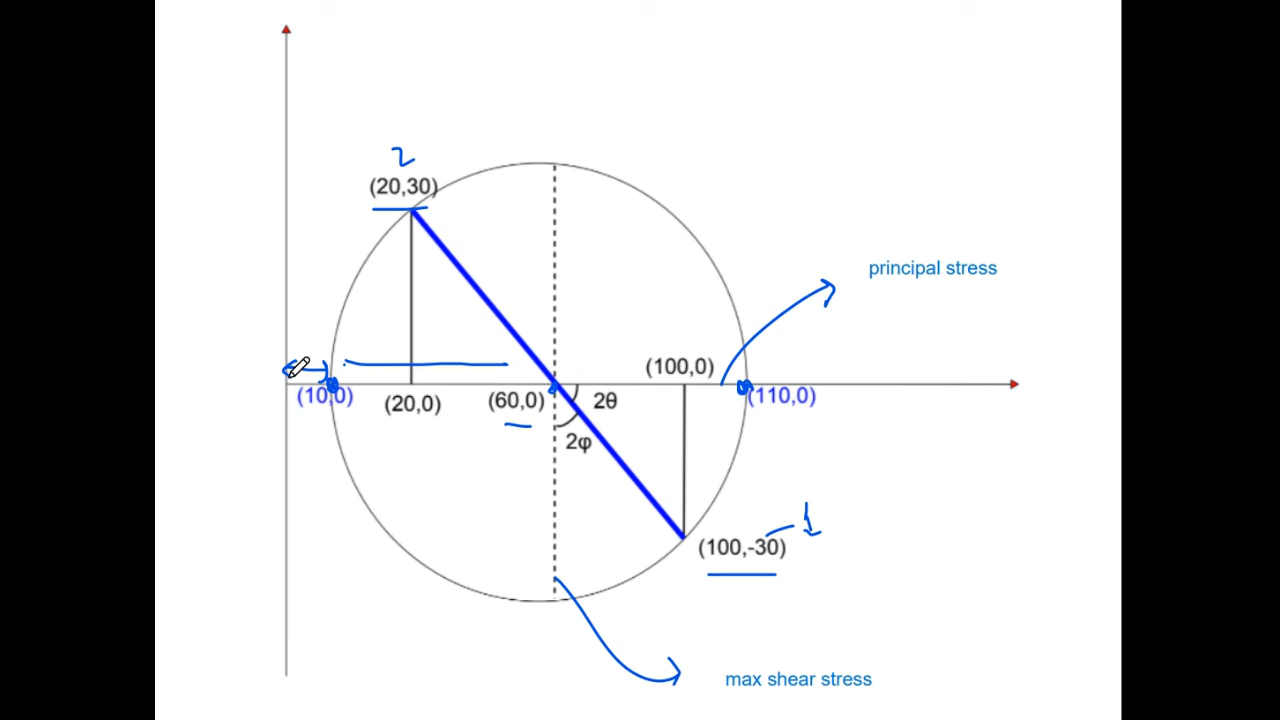 2
(20,30)
principal stress
(100,0)
(10,0)
(20,0)
(60,0)
2θ
(110,0)
2φ
1
(100,-30)
max shear stress